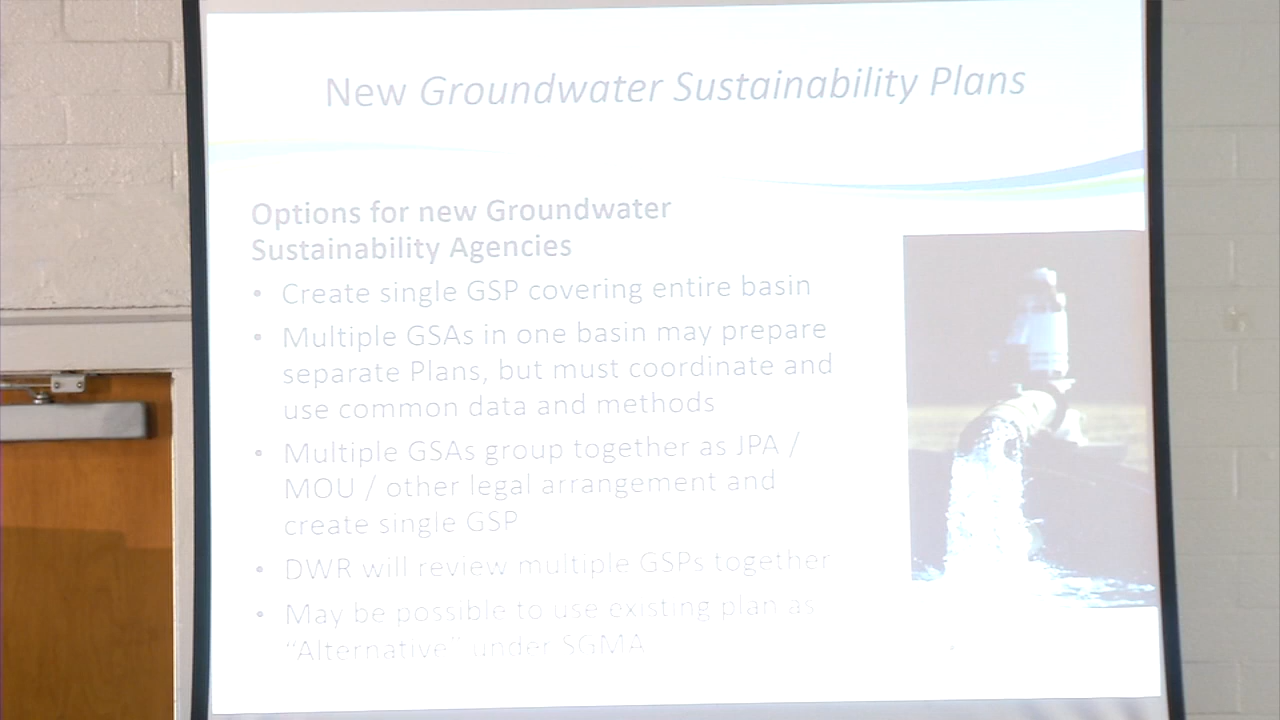 New Groundwater Sustainability Plans
Options for new Groundwater
Sustainability Agencies
• Create single GSP covering entire basin
• Multiple GSAs in one basin may prepare
separate Plans, but must coordinate and
use common data and methods
• Multiple GSAs group together as JPA /
MOU / other legal arrangement and
create single GSP
• DWR will review multiple GSPs together
• May be possible to use existing plan as
“Alternative” under SGMA